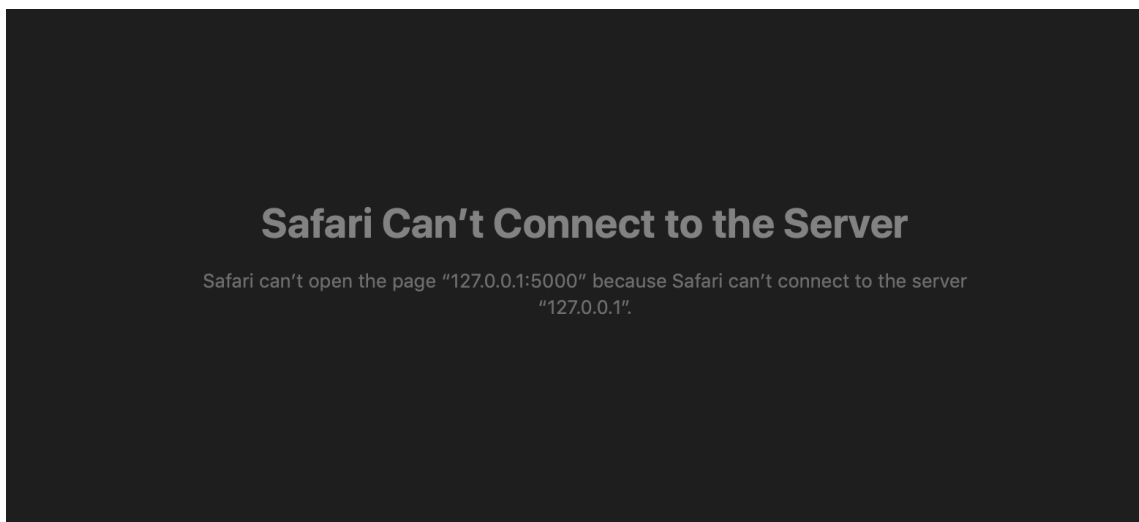 Safari Can’t Connect to the Server
Safari can’t open the page “127.0.0.1:5000” because Safari can’t connect to the server
“127.0.0.1”.